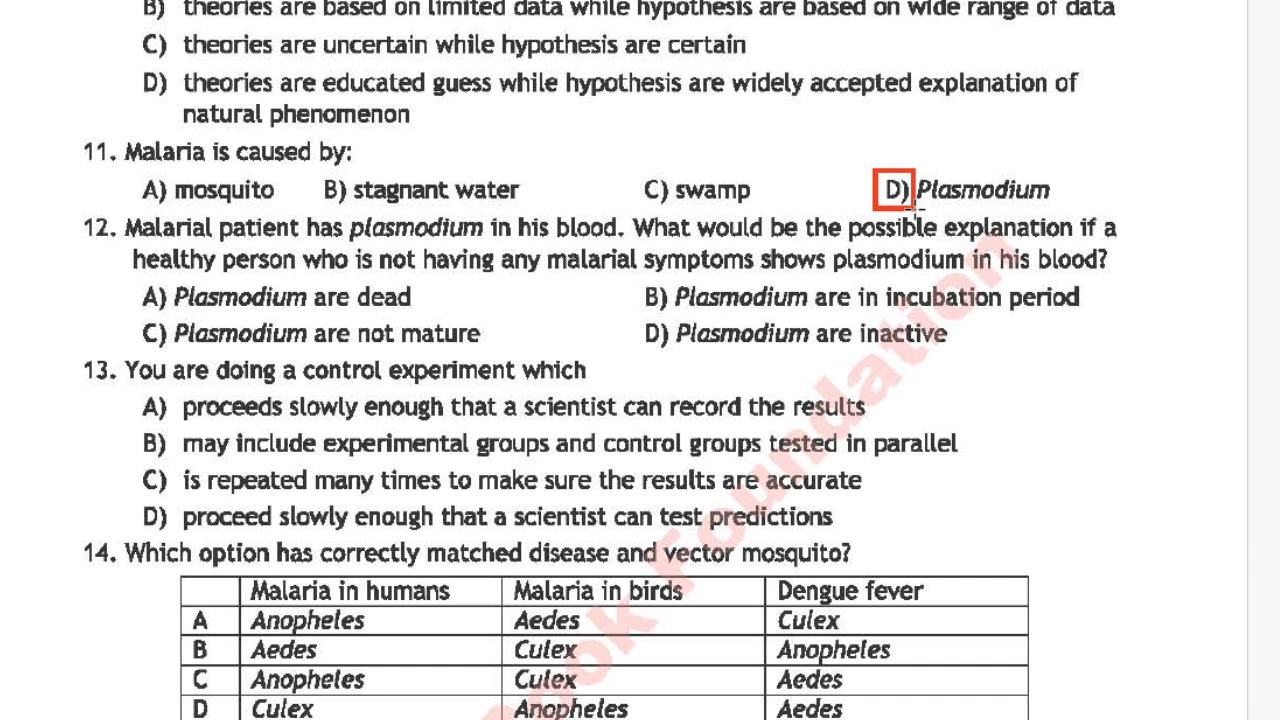 B) theories are based on limited data while hypothesis are based on wide range of data
C) theories are uncertain while hypothesis are certain
D) theories are educated guess while hypothesis are widely accepted explanation of
natural phenomenon
11. Malaria is caused by:
A) mosquito B) stagnant water C) swamp D) Plasmodium
12. Malarial patient has plasmodium in his blood. What would be the possible explanation if a
healthy person who is not having any malarial symptoms shows plasmodium in his blood?
A) Plasmodium are dead B) Plasmodium are in incubation period
C) Plasmodium are not mature D) Plasmodium are inactive
13. You are doing a control experiment which
A) proceeds slowly enough that a scientist can record the results
B) may include experimental groups and control groups tested in parallel
C) is repeated many times to make sure the results are accurate
D) proceed slowly enough that a scientist can test predictions
14. Which option has correctly matched disease and vector mosquito?
Malaria in humans Malaria in birds Dengue fever
A Anopheles Aedes Culex
B Aedes Culex Anopheles
C Anopheles Culex Aedes
D Culex Anopheles Aedes
Foundation